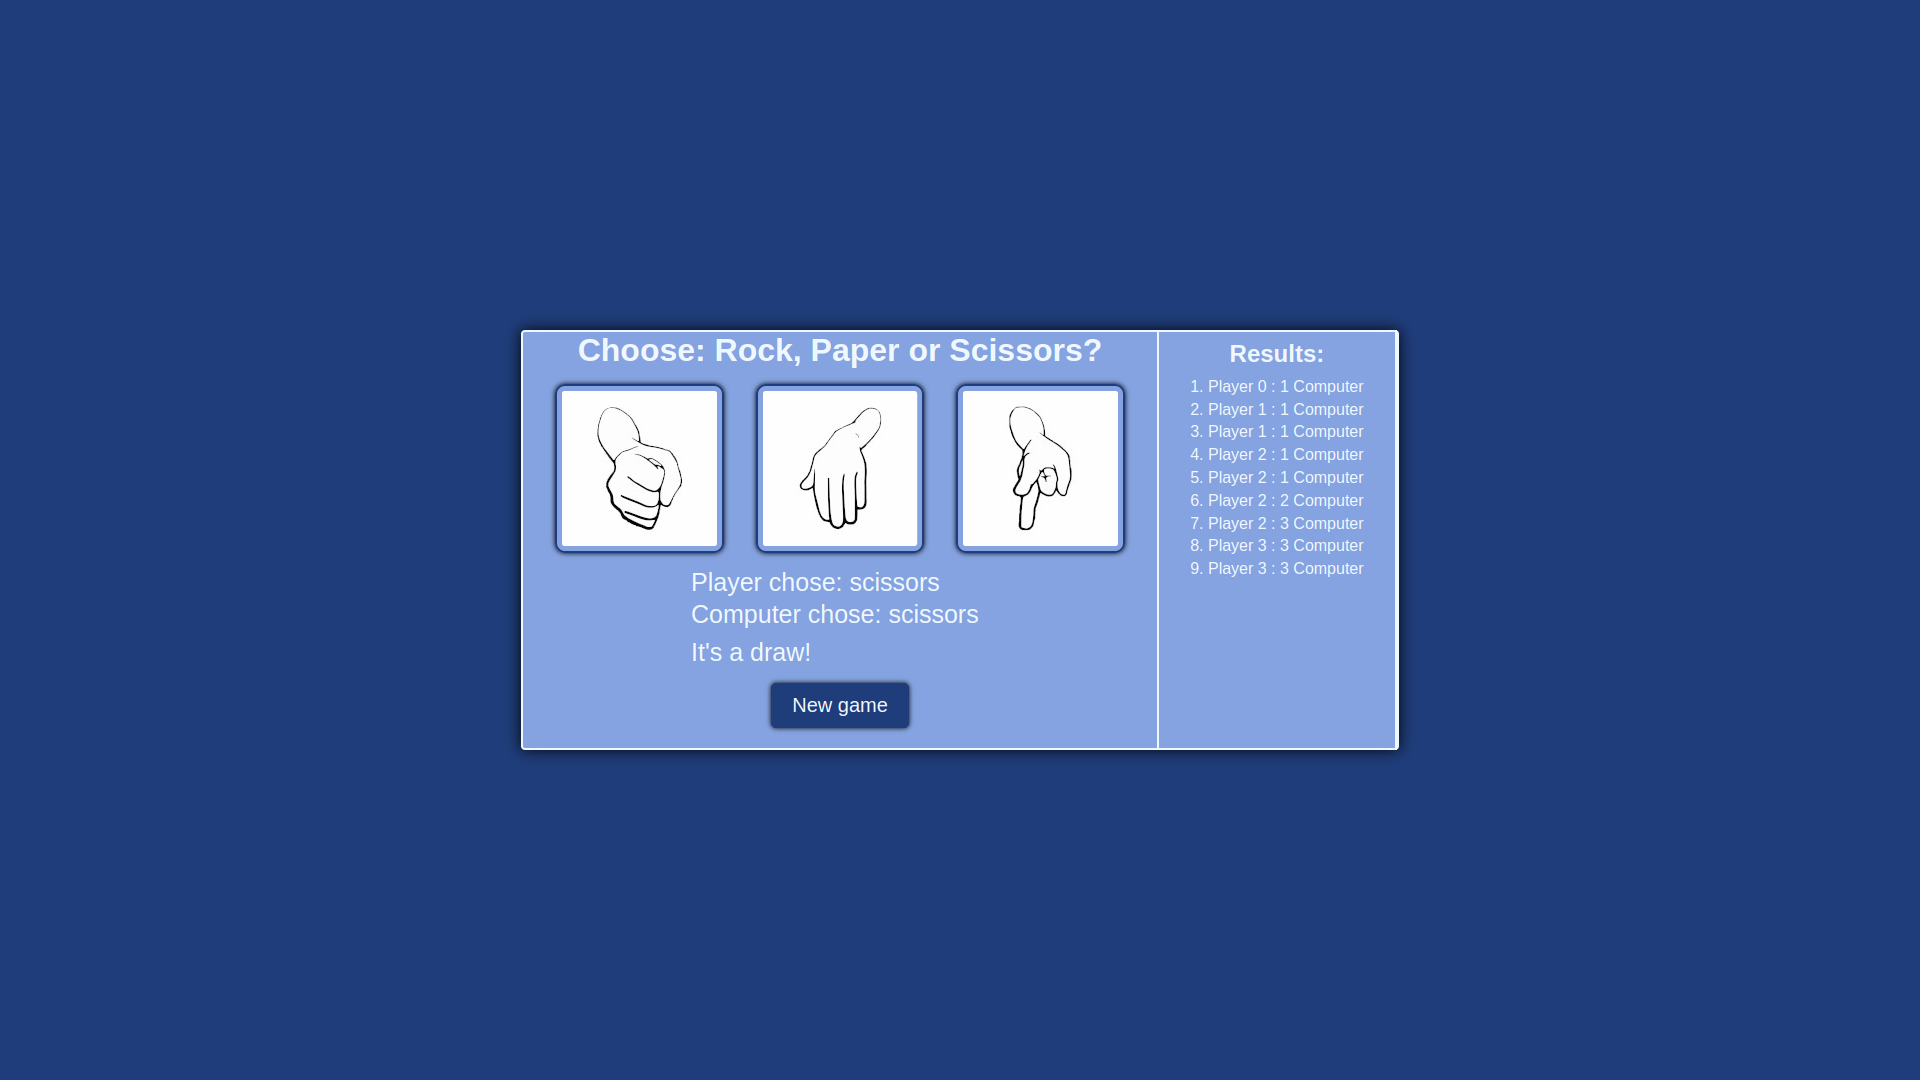 Choose: Rock, Paper or Scissors?
Player chose: scissors
Computer chose: scissors
It's a draw!
New game
Results:
1. Player 0 : 1 Computer
2. Player 1 : 1 Computer
3. Player 1 : 1 Computer
4. Player 2 : 1 Computer
5. Player 2 : 1 Computer
6. Player 2 : 2 Computer
7. Player 2 : 3 Computer
8. Player 3 : 3 Computer
9. Player 3 : 3 Computer